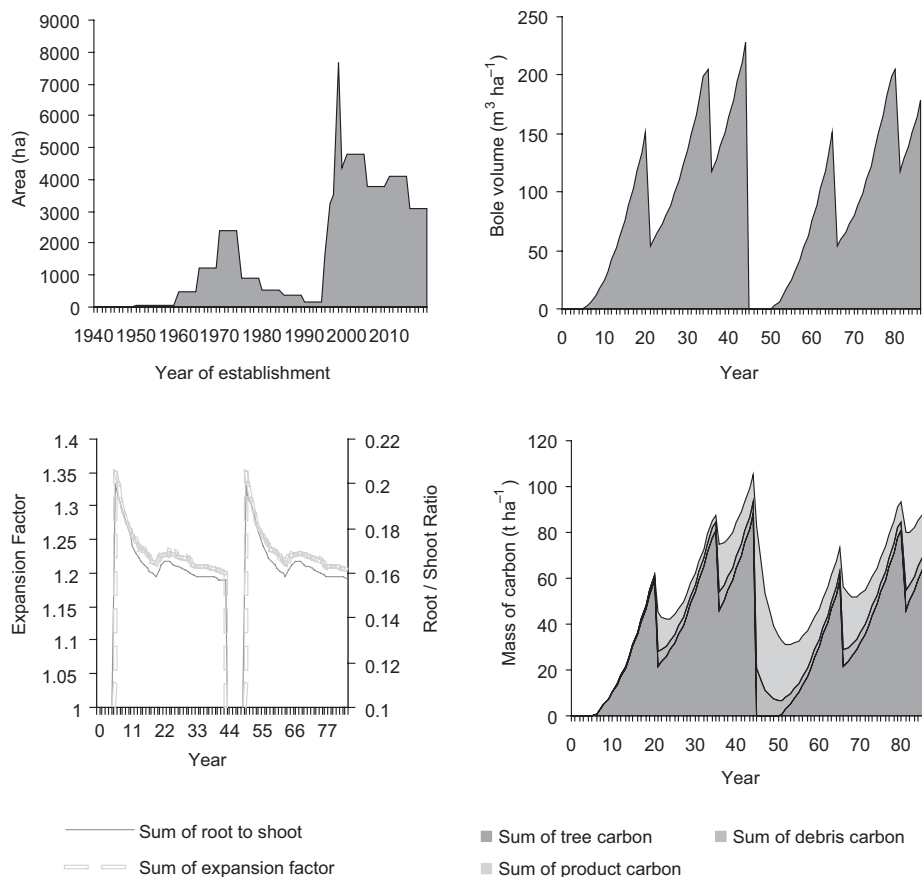 9000
8000
7000
6000
5000
4000
3000
2000
1000
0
Area (ha)
1940 1950 1960 1970 1980 1990 2000 2010
Year of establishment
250
200
150
100
50
0
Bole volume (m³ ha⁻¹)
0 10 20 30 40 50 60 70 80
Year
1.4
1.35
1.3
1.25
1.2
1.15
1.1
1.05
1
Expansion Factor
0.22
0.2
0.18
0.16
0.14
0.12
0.1
Root / Shoot Ratio
0 11 22 33 44 55 66 77
Year
Sum of root to shoot
Sum of expansion factor
120
100
80
60
40
20
0
Mass of carbon (t ha⁻¹)
0 10 20 30 40 50 60 70 80
Year
Sum of tree carbon Sum of debris carbon
Sum of product carbon